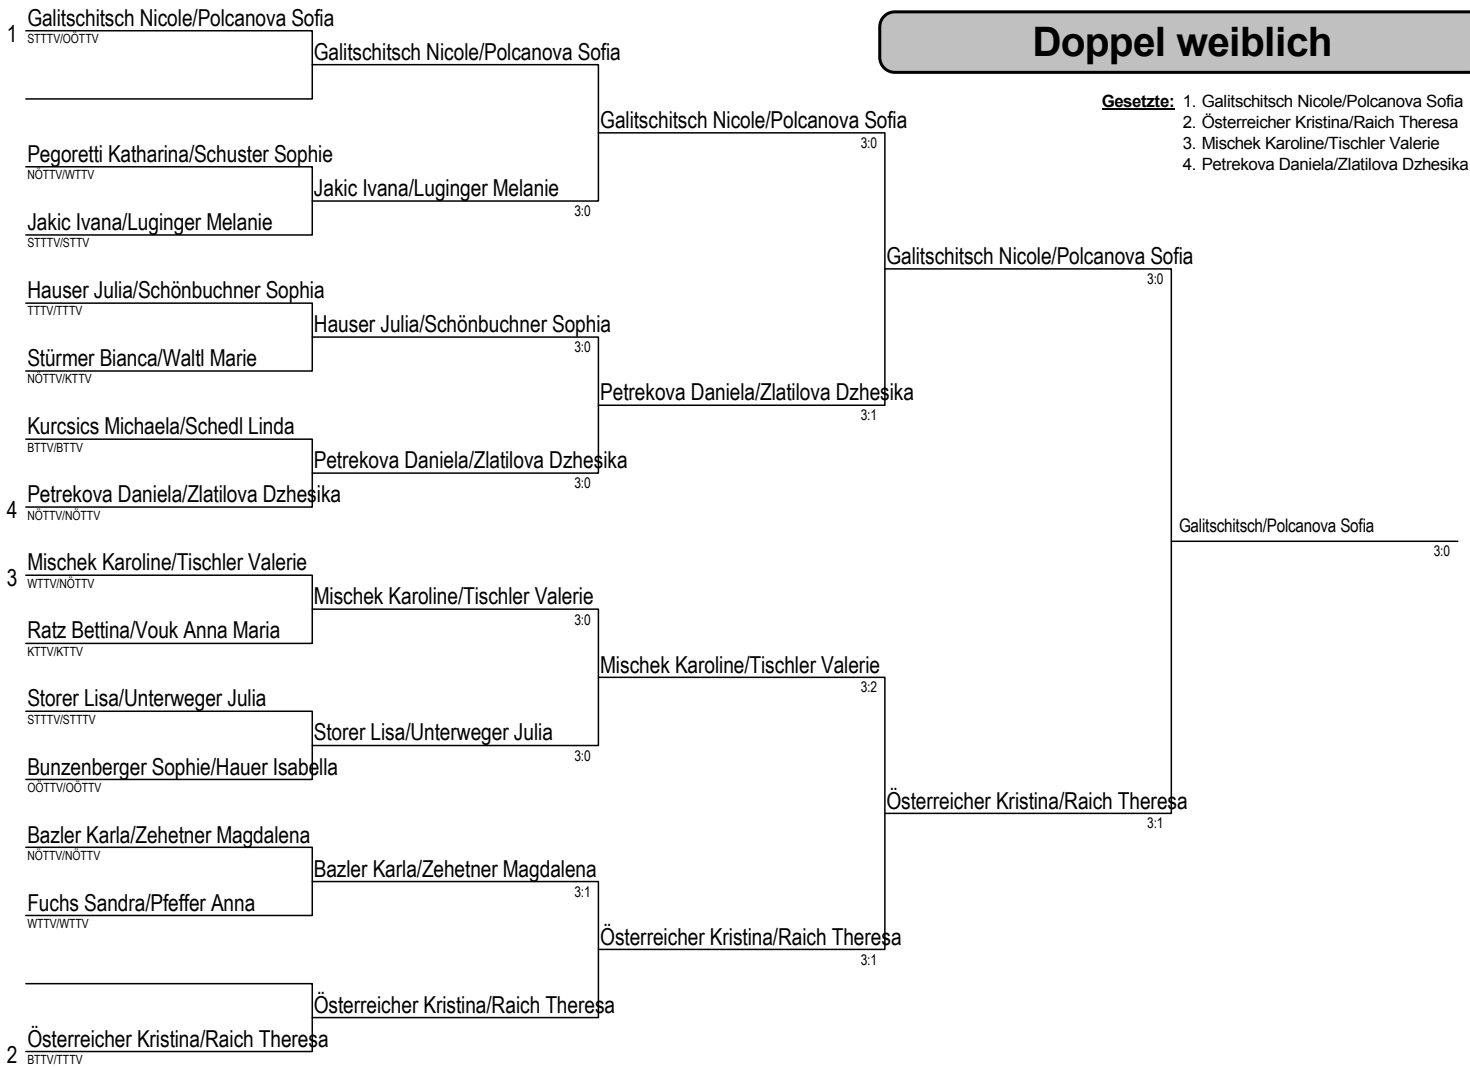 Doppel weiblich
Gesetzte: 1. Galitschitsch Nicole/Polcanova Sofia
2. Österreicher Kristina/Raich Theresa
3. Mischek Karoline/Tischler Valerie
4. Petrekova Daniela/Zlatilova Dzhesika
1
Galitschitsch Nicole/Polcanova Sofia
STTTV/OÖTTV
Pegoretti Katharina/Schuster Sophie
NÖTTV/WTTV
Jakic Ivana/Luginger Melanie
STTTV/STTV
Hauser Julia/Schönbuchner Sophia
TTTV/TTTV
Stürmer Bianca/Waltl Marie
NÖTTV/KTTV
Kurcsics Michaela/Schedl Linda
BTTV/BTTV
4
Petrekova Daniela/Zlatilova Dzhesika
NÖTTV/NÖTTV
3
Mischek Karoline/Tischler Valerie
WTTV/NÖTTV
Ratz Bettina/Vouk Anna Maria
KTTV/KTTV
Storer Lisa/Unterweger Julia
STTTV/STTTV
Bunzenberger Sophie/Hauer Isabella
OÖTTV/OÖTTV
Bazler Karla/Zehetner Magdalena
NÖTTV/NÖTTV
Fuchs Sandra/Pfeffer Anna
WTTV/WTTV
2
Österreicher Kristina/Raich Theresa
BTTV/TTTV
Galitschitsch Nicole/Polcanova Sofia
Jakic Ivana/Luginger Melanie
3:0
Hauser Julia/Schönbuchner Sophia
3:0
Petrekova Daniela/Zlatilova Dzhesika
3:0
Mischek Karoline/Tischler Valerie
3:0
Storer Lisa/Unterweger Julia
3:0
Bazler Karla/Zehetner Magdalena
3:1
Österreicher Kristina/Raich Theresa
Galitschitsch Nicole/Polcanova Sofia
3:0
Petrekova Daniela/Zlatilova Dzhesika
3:1
Mischek Karoline/Tischler Valerie
3:2
Österreicher Kristina/Raich Theresa
3:1
Galitschitsch Nicole/Polcanova Sofia
3:0
Österreicher Kristina/Raich Theresa
3:1
Galitschitsch/Polcanova Sofia
3:0